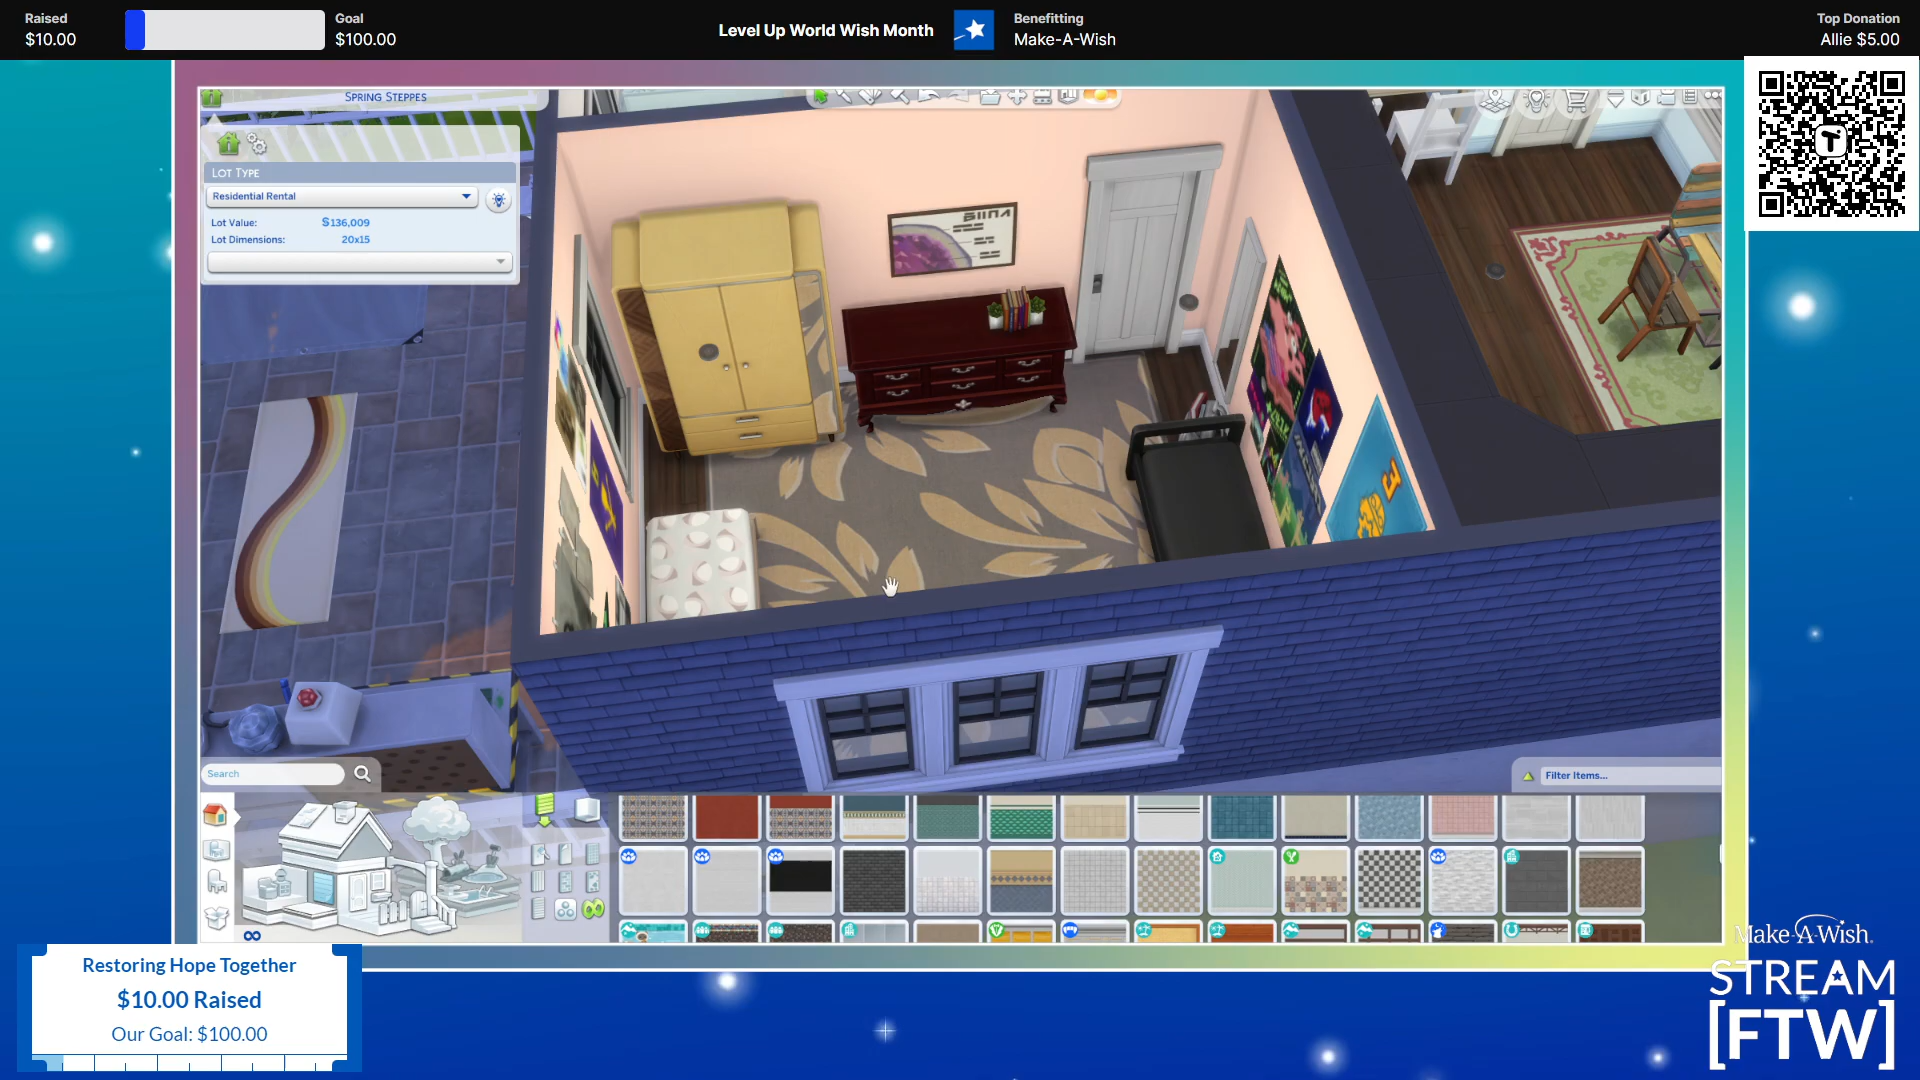 Raised
$10.00
Goal
$100.00
Level Up World Wish Month
Benefitting
Make-A-Wish
Top Donation
Allie $5.00
Spring Steppes
Lot Type
Residential Rental
Lot Value: $136,009
Lot Dimensions: 20x15
Search
Filter Items...
Restoring Hope Together
$10.00 Raised
Our Goal: $100.00
Make-A-Wish.
STREAM
[FTW]